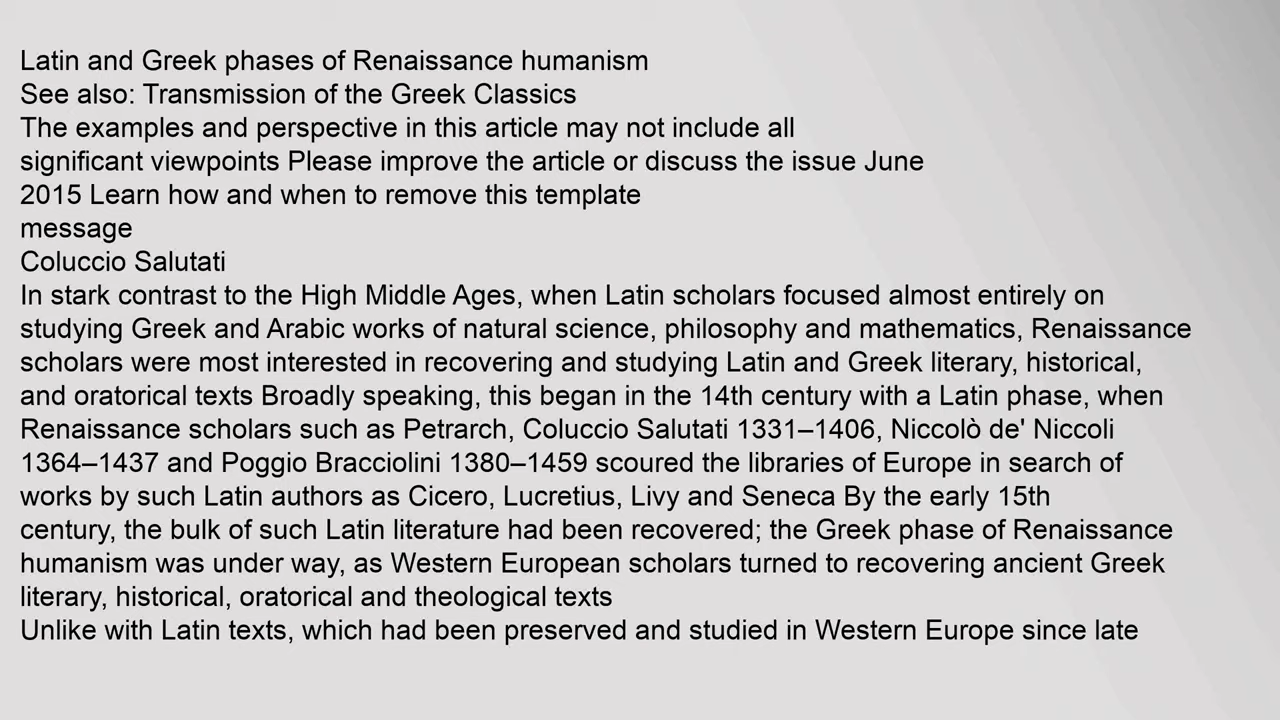 Latin and Greek phases of Renaissance humanism
See also: Transmission of the Greek Classics
The examples and perspective in this article may not include all
significant viewpoints Please improve the article or discuss the issue June
2015 Learn how and when to remove this template
message
Coluccio Salutati
In stark contrast to the High Middle Ages, when Latin scholars focused almost entirely on
studying Greek and Arabic works of natural science, philosophy and mathematics, Renaissance
scholars were most interested in recovering and studying Latin and Greek literary, historical,
and oratorical texts Broadly speaking, this began in the 14th century with a Latin phase, when
Renaissance scholars such as Petrarch, Coluccio Salutati 1331–1406, Niccolò de' Niccoli
1364–1437 and Poggio Bracciolini 1380–1459 scoured the libraries of Europe in search of
works by such Latin authors as Cicero, Lucretius, Livy and Seneca By the early 15th
century, the bulk of such Latin literature had been recovered; the Greek phase of Renaissance
humanism was under way, as Western European scholars turned to recovering ancient Greek
literary, historical, oratorical and theological texts
Unlike with Latin texts, which had been preserved and studied in Western Europe since late